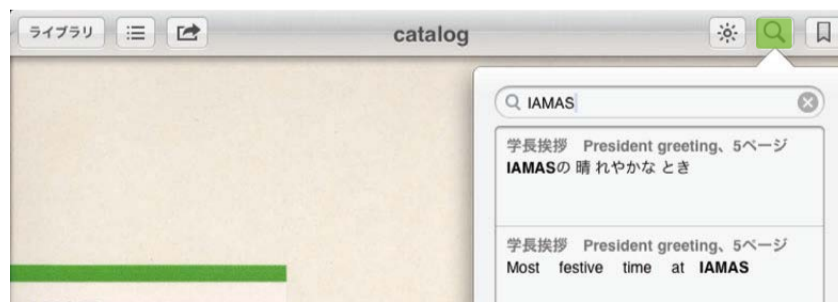 ライブラリ
catalog
IAMAS
学長挨拶 President greeting、5ページ
IAMASの 晴 れやかな とき
学長挨拶 President greeting、5ページ
Most festive time at IAMAS